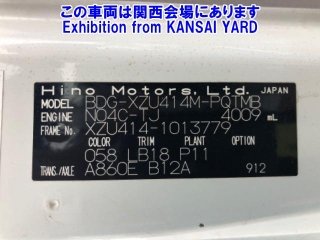 この車両は関西会場にあります
Exhibition from KANSAI YARD
Hino Motors, Ltd. JAPAN
MODEL BDG-XZU414M-PQTMB
ENGINE N04C-TJ 4009 mL
FRAME No. XZU414-1013779
COLOR TRIM PLANT OPTION
058 LB18 P11
TRANS/AXLE A860E B12A 912